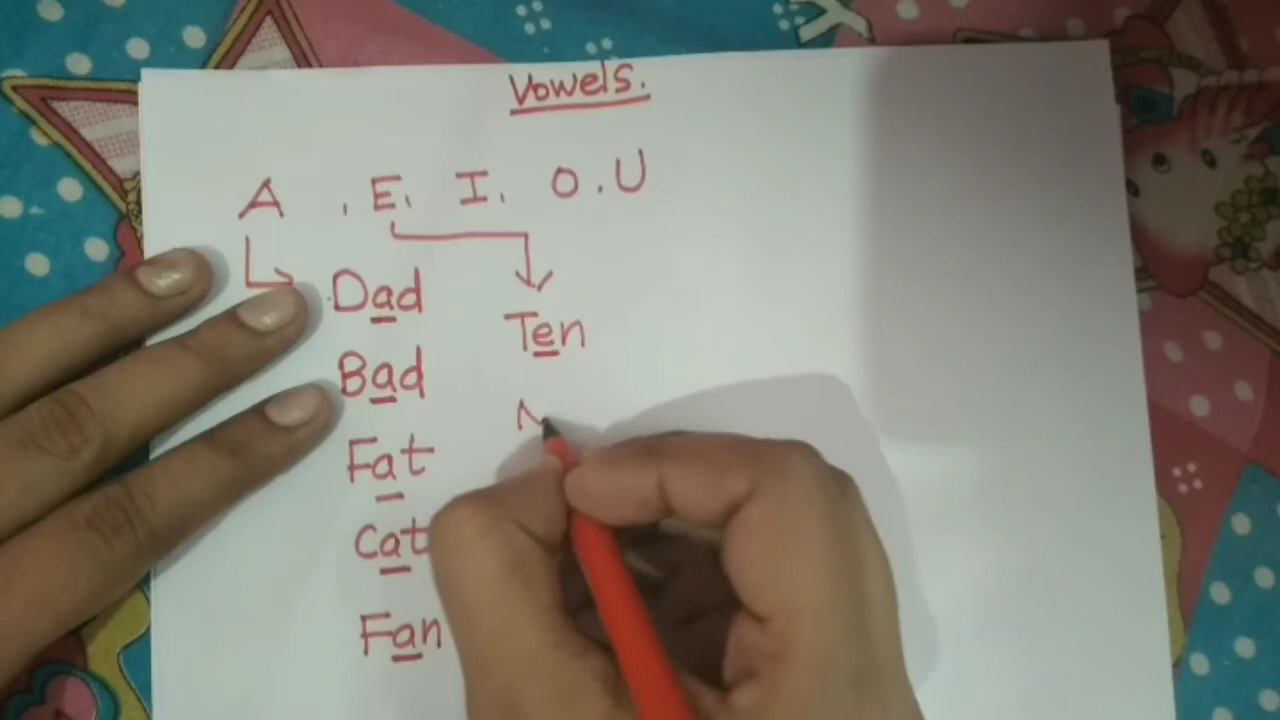 Vowels.
A , E, I, O . U
Dad
Ten
Bad
Fat
Cat
Fan